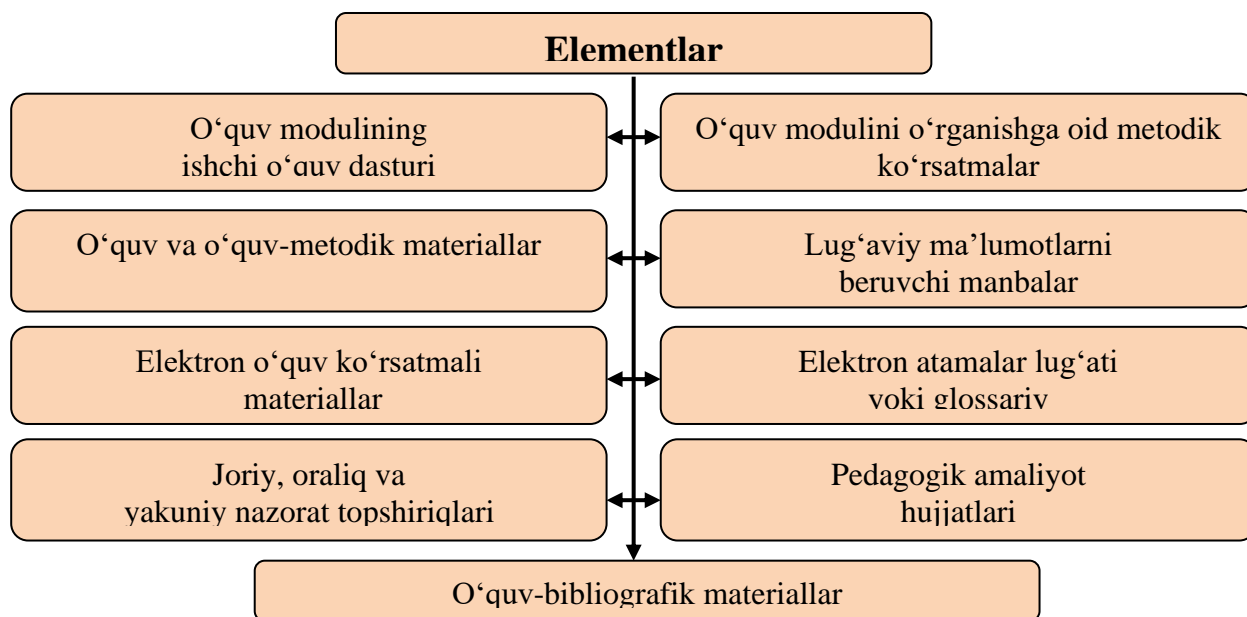 Elementlar
O‘quv modulining
ishchi o‘quv dasturi
O‘quv modulini o‘rganishga oid metodik
ko‘rsatmalar
O‘quv va o‘quv-metodik materiallar
Lug‘aviy ma’lumotlarni
beruvchi manbalar
Elektron o‘quv ko‘rsatmali
materiallar
Elektron atamalar lug‘ati
yoki glossariy
Joriy, oraliq va
yakuniy nazorat topshiriqlari
Pedagogik amaliyot
hujjatlari
O‘quv-bibliografik materiallar